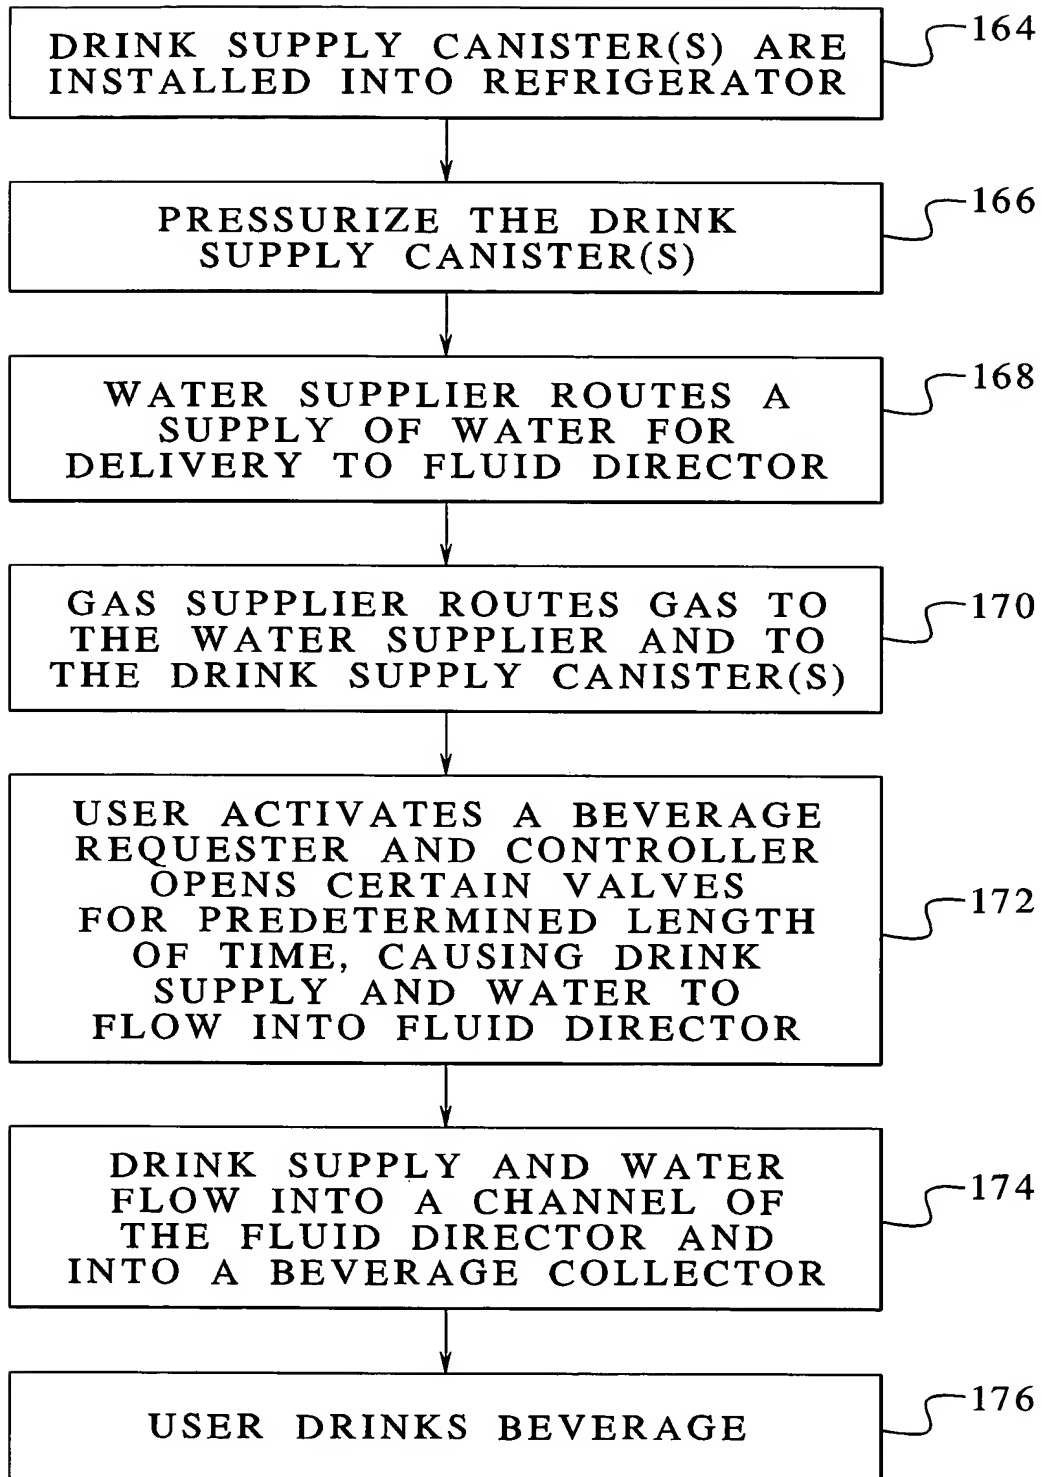 DRINK SUPPLY CANISTER(S) ARE
INSTALLED INTO REFRIGERATOR
164
PRESSURIZE THE DRINK
SUPPLY CANISTER(S)
166
WATER SUPPLIER ROUTES A
SUPPLY OF WATER FOR
DELIVERY TO FLUID DIRECTOR
168
GAS SUPPLIER ROUTES GAS TO
THE WATER SUPPLIER AND TO
THE DRINK SUPPLY CANISTER(S)
170
USER ACTIVATES A BEVERAGE
REQUESTER AND CONTROLLER
OPENS CERTAIN VALVES
FOR PREDETERMINED LENGTH
OF TIME, CAUSING DRINK
SUPPLY AND WATER TO
FLOW INTO FLUID DIRECTOR
172
DRINK SUPPLY AND WATER
FLOW INTO A CHANNEL OF
THE FLUID DIRECTOR AND
INTO A BEVERAGE COLLECTOR
174
USER DRINKS BEVERAGE
176